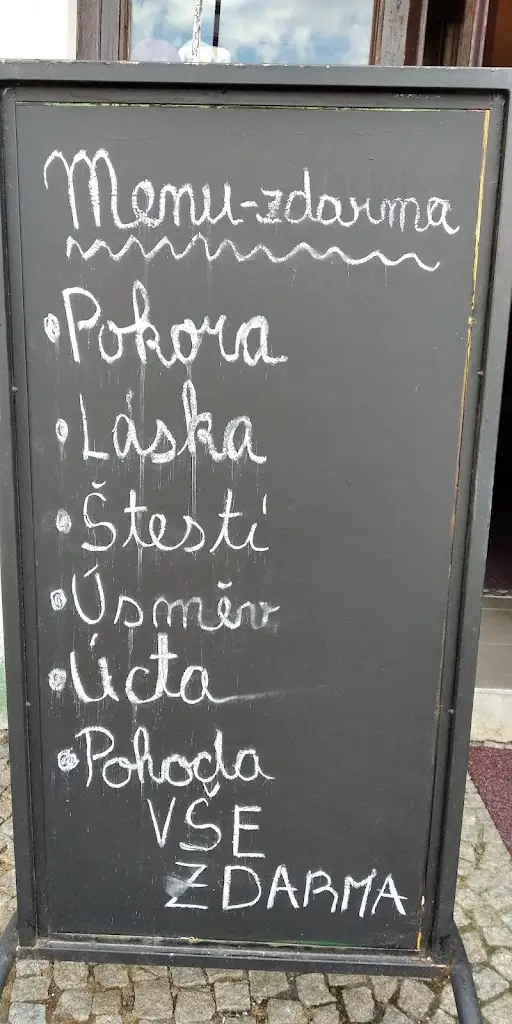 Menu-zdarma
• Pokora
• Láska
• Štestí
• Úsměv
• Úcta
• Pohoda
VŠE
ZDARMA